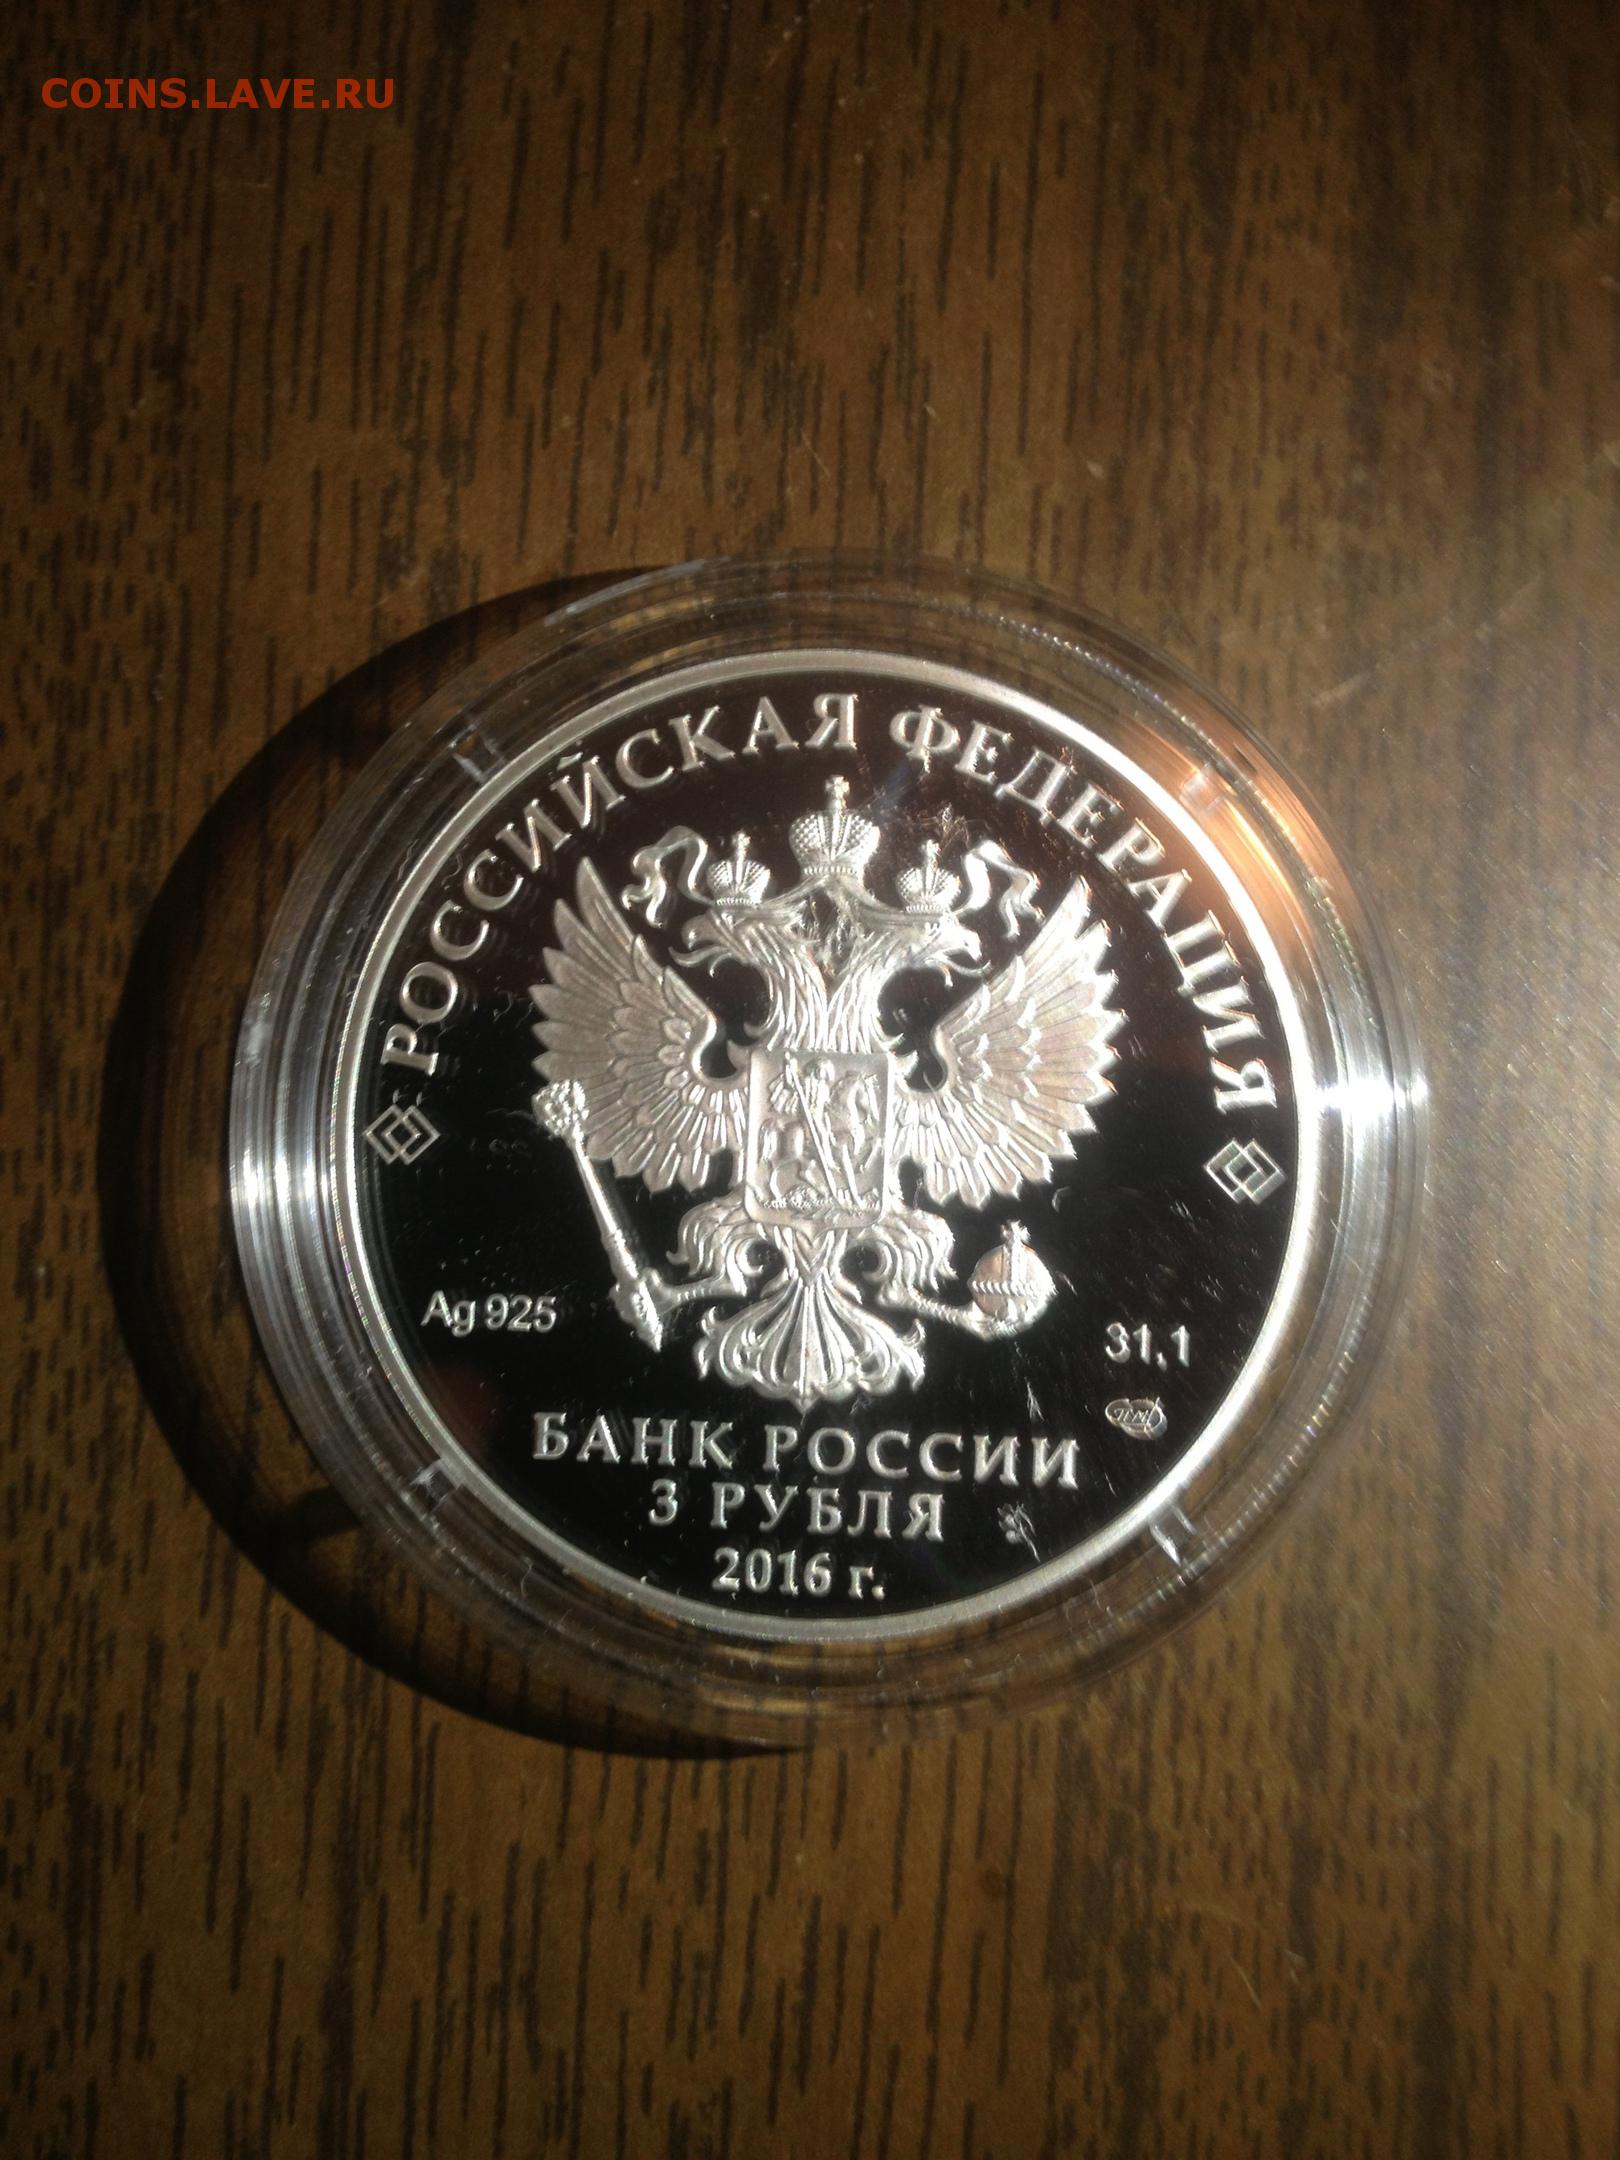 COINS.LAVE.RU
РОССИЙСКАЯ ФЕДЕРАЦИЯ
Ag 925
31,1
БАНК РОССИИ
3 РУБЛЯ
2016 г.